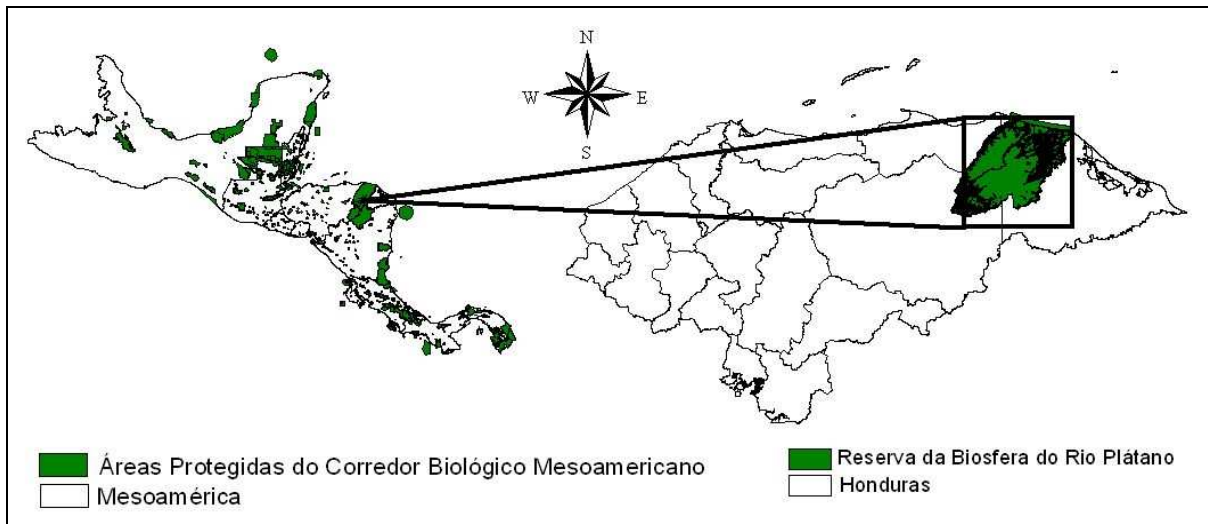 N
W E
S
Áreas Protegidas do Corredor Biológico Mesoamericano
Mesoamérica
Reserva da Biosfera do Rio Plátano
Honduras